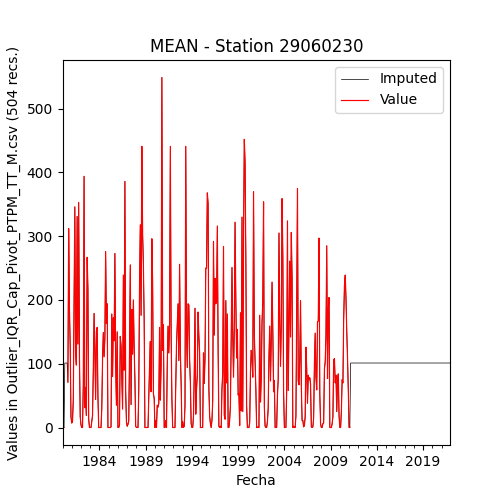 MEAN - Station 29060230
Imputed
Value
Values in Outlier_IQR_Cap_Pivot_PTPM_TT_M.csv (504 recs.)
500
400
300
200
100
0
1984 1989 1994 1999 2004 2009 2014 2019
Fecha